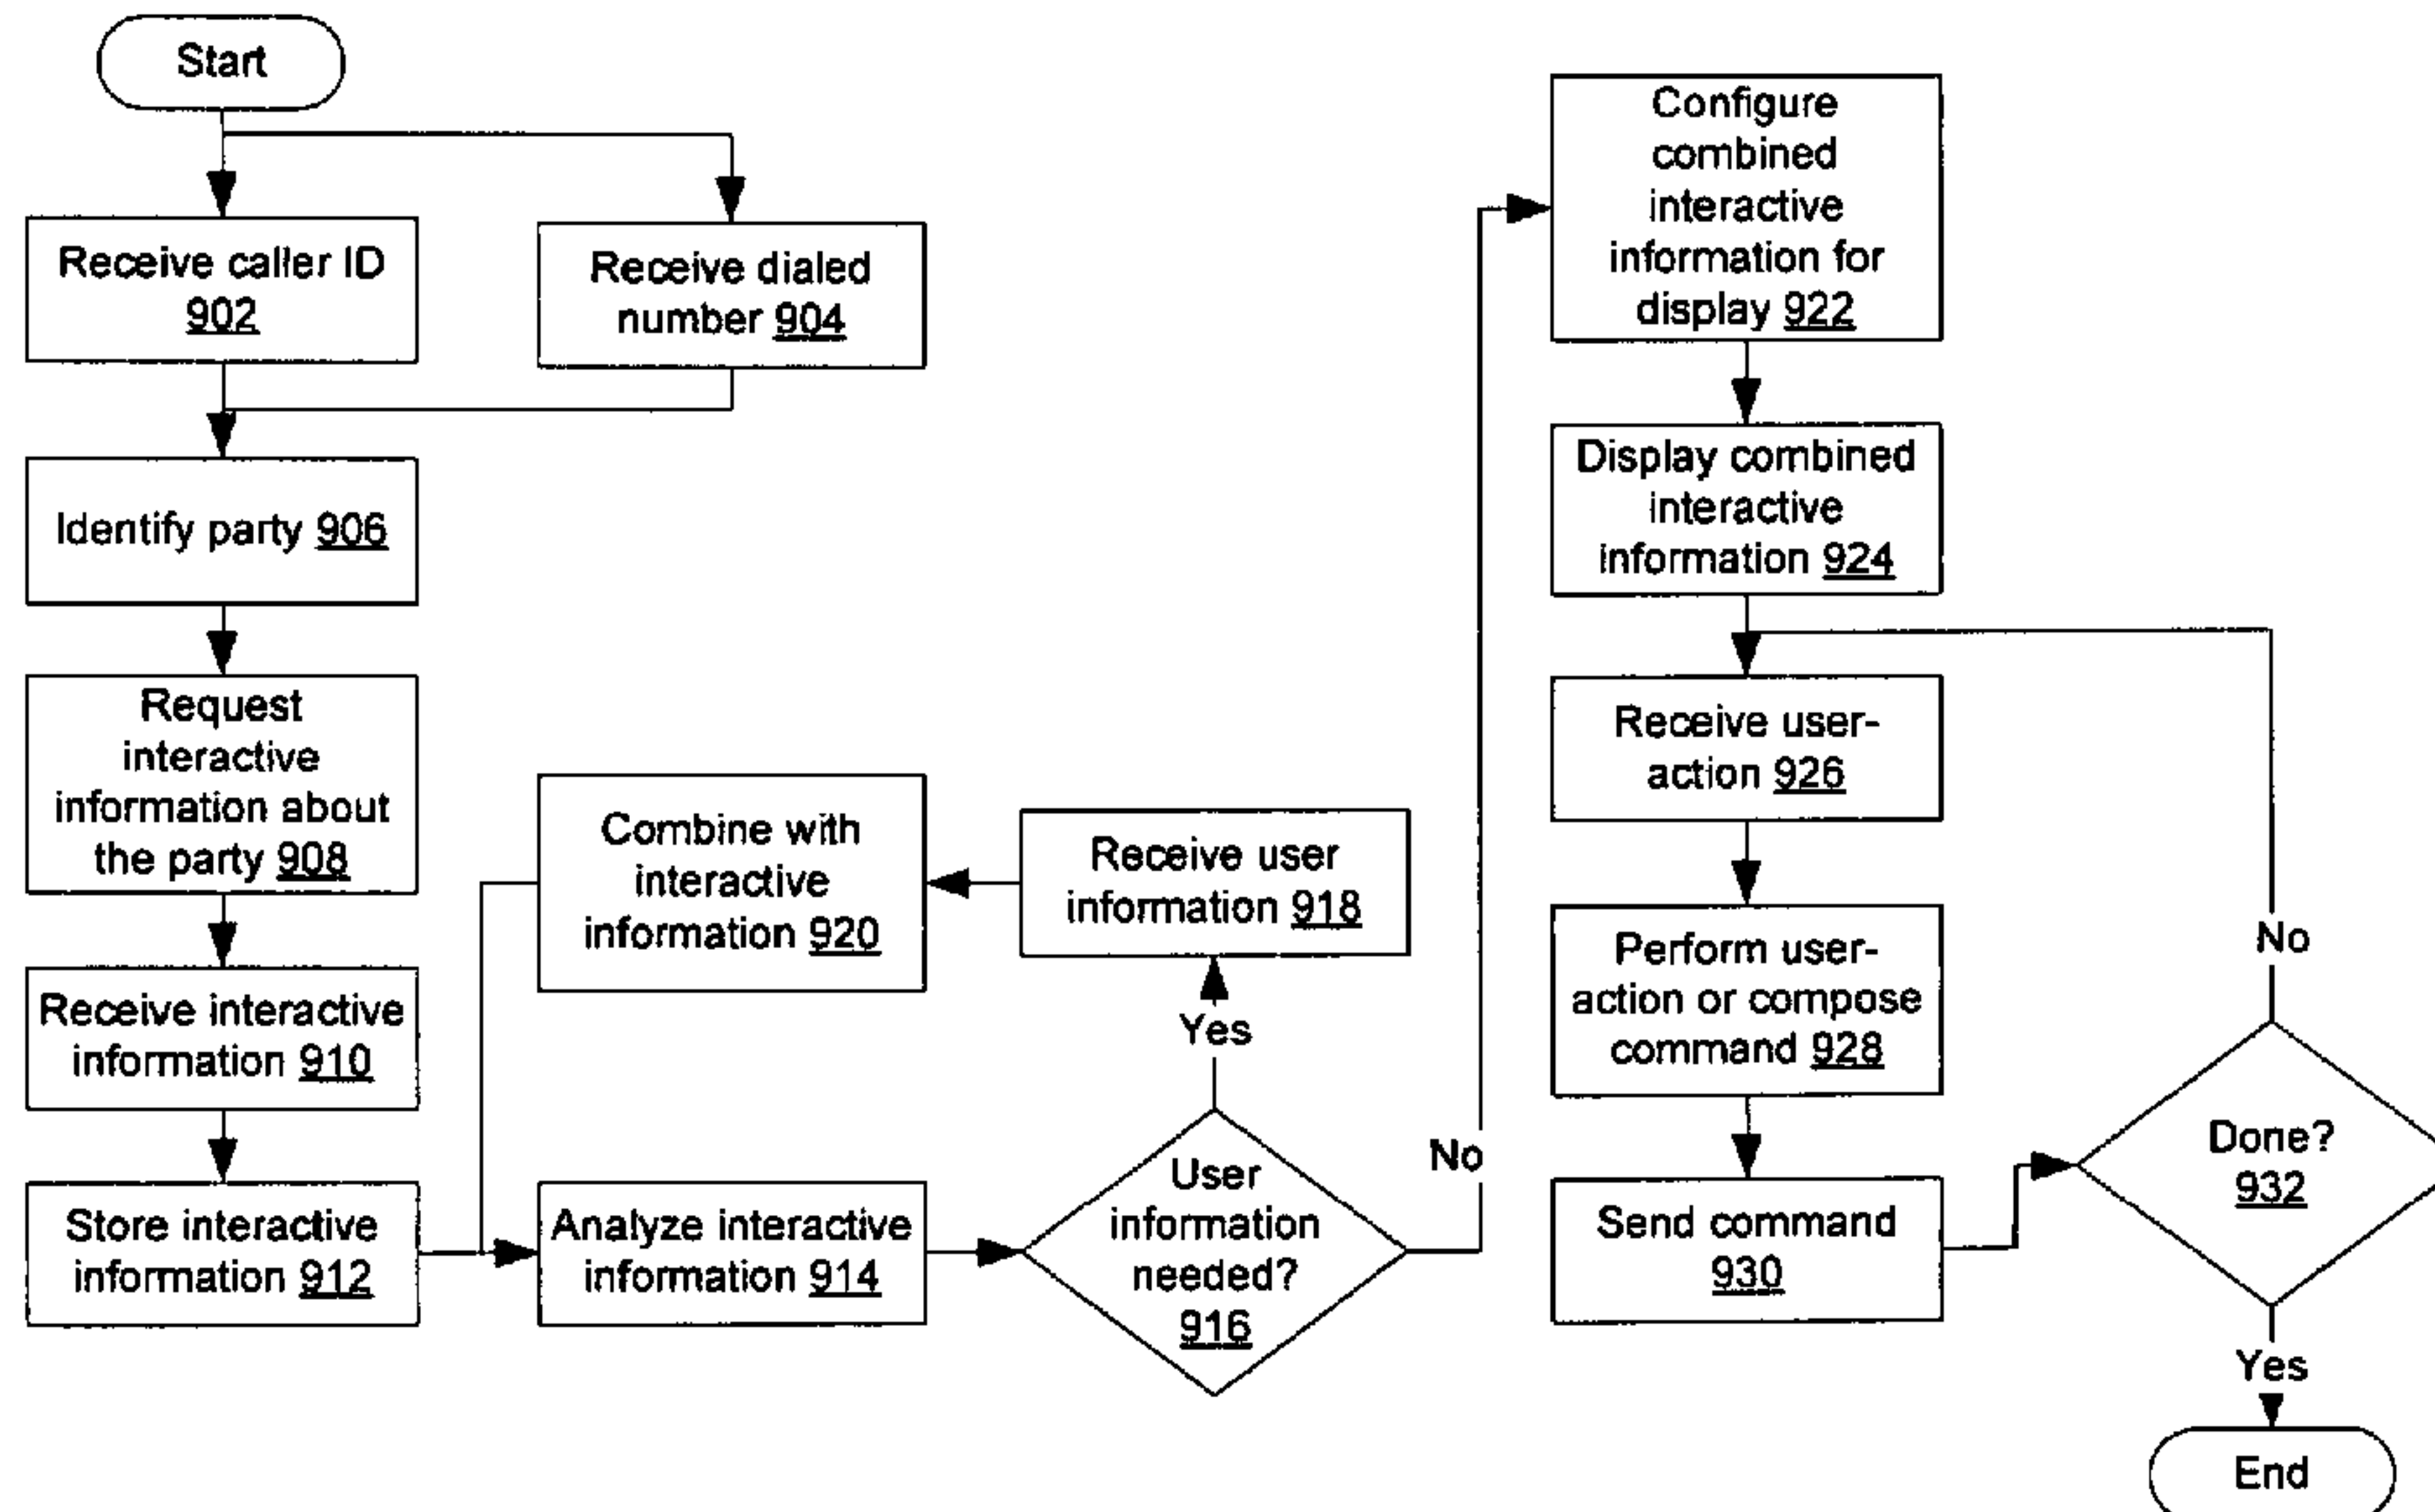 Start
Receive caller ID
902
Receive dialed
number 904
Identify party 906
Request
interactive
information about
the party 908
Receive interactive
information 910
Store interactive
information 912
Combine with
interactive
information 920
Receive user
information 918
Yes
Analyze interactive
information 914
User
information
needed?
916
No
Configure
combined
interactive
information for
display 922
Display combined
interactive
information 924
Receive user-
action 926
Perform user-
action or compose
command 928
Send command
930
No
Done?
932
Yes
End